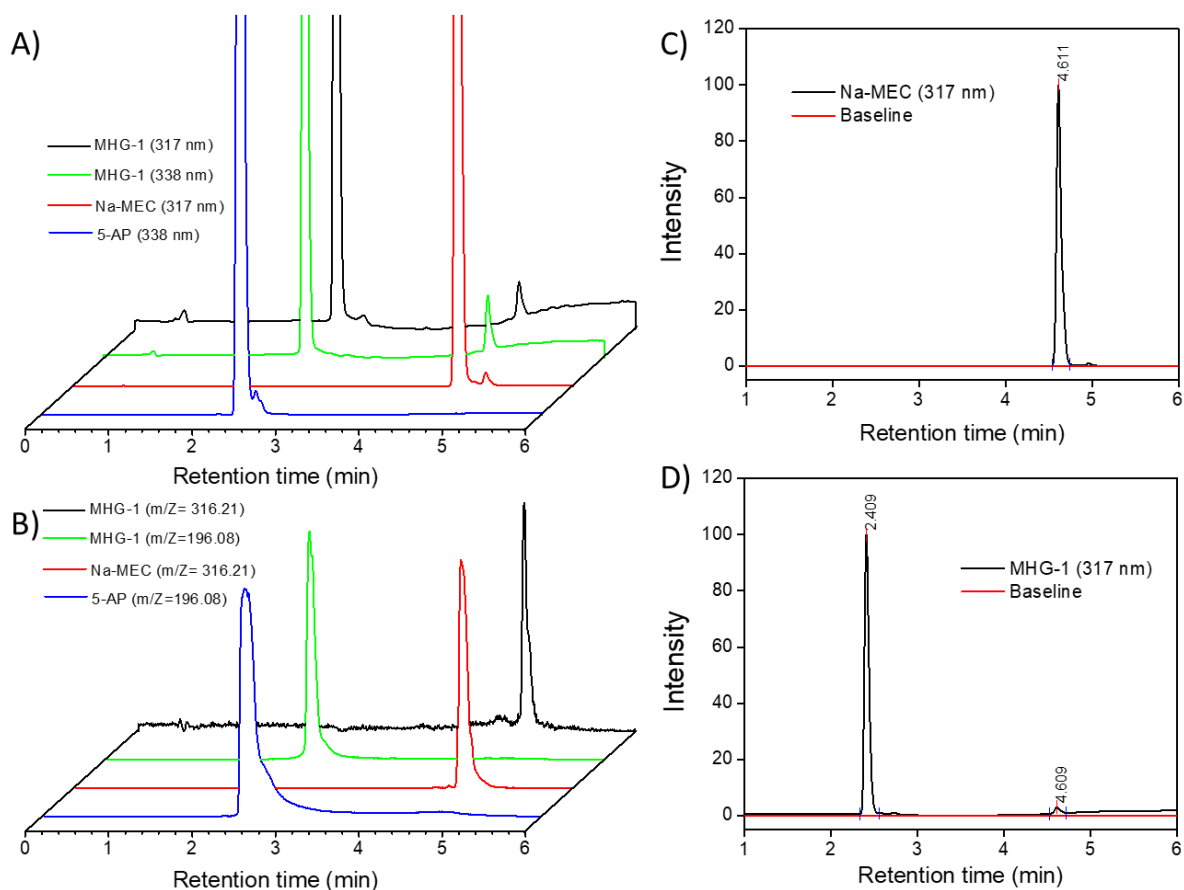 A)
MHG-1 (317 nm)
MHG-1 (338 nm)
Na-MEC (317 nm)
5-AP (338 nm)
0 1 2 3 4 5 6
Retention time (min)
B)
MHG-1 (m/Z= 316.21)
MHG-1 (m/Z=196.08)
Na-MEC (m/Z= 316.21)
5-AP (m/Z=196.08)
0 1 2 3 4 5 6
Retention time (min)
C)
120
100
80
60
40
20
0
Intensity
Na-MEC (317 nm)
Baseline
4.611
1 2 3 4 5 6
Retention time (min)
D)
120
100
80
60
40
20
0
Intensity
2.409
MHG-1 (317 nm)
Baseline
4.609
1 2 3 4 5 6
Retention time (min)